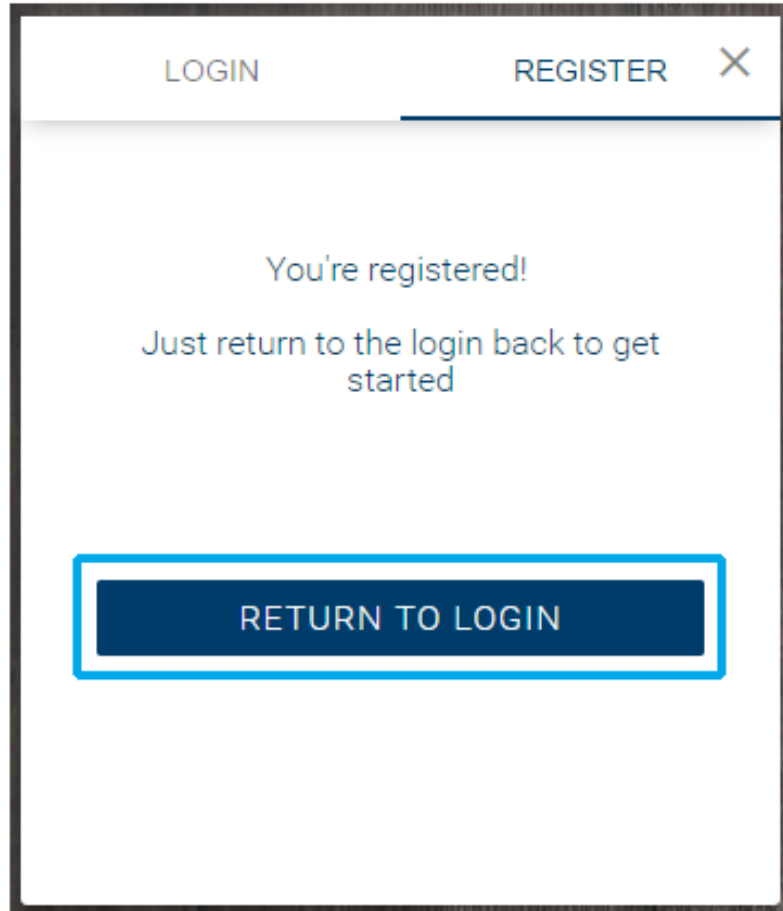 LOGIN
REGISTER
You're registered!
Just return to the login back to get
started
RETURN TO LOGIN